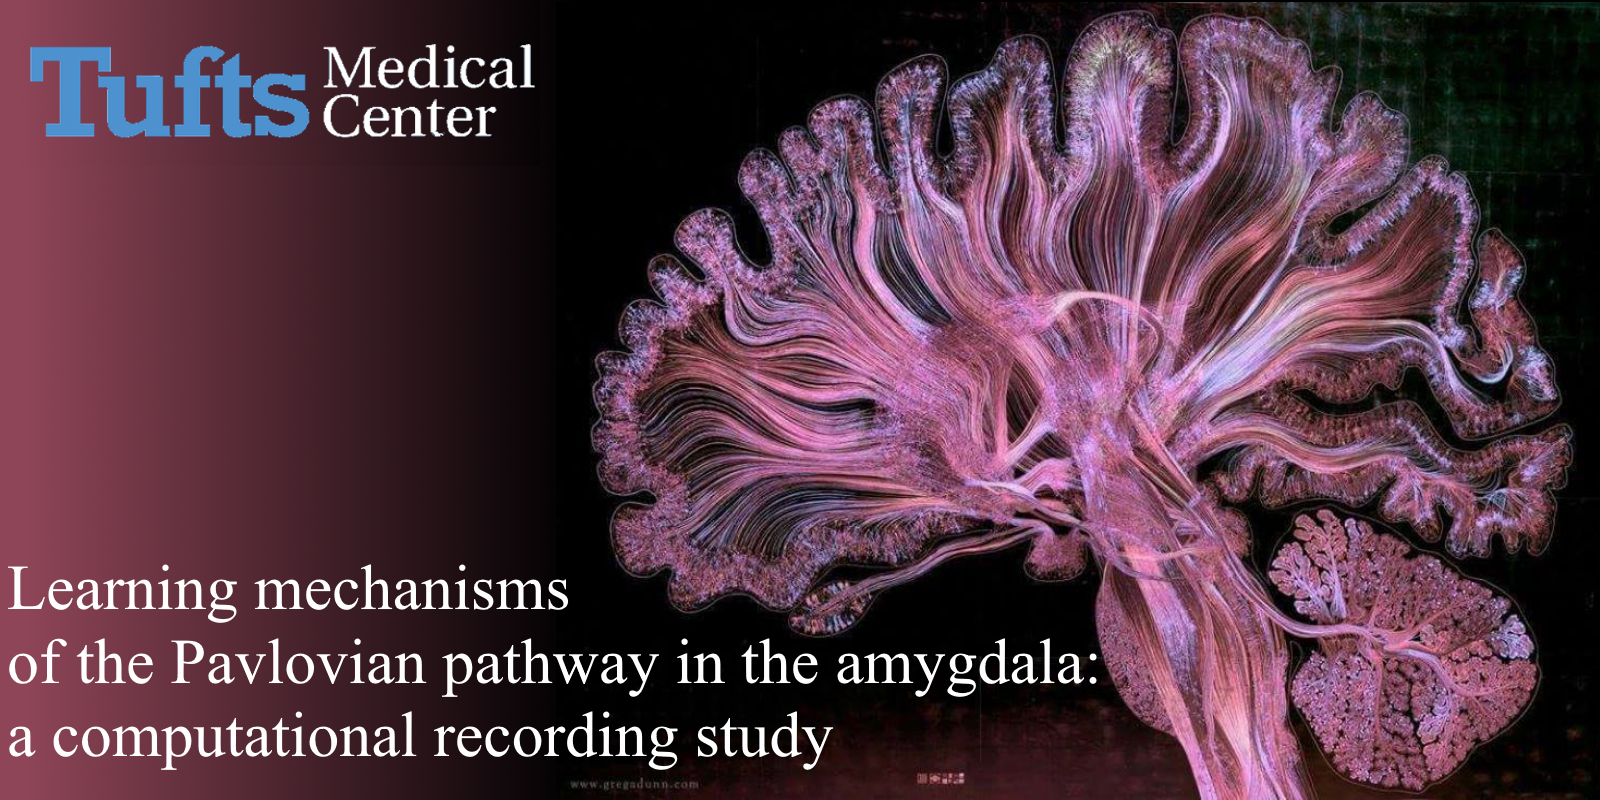 Tufts Medical
Center
Learning mechanisms
of the Pavlovian pathway in the amygdala:
a computational recording study
www.gregadunn.com